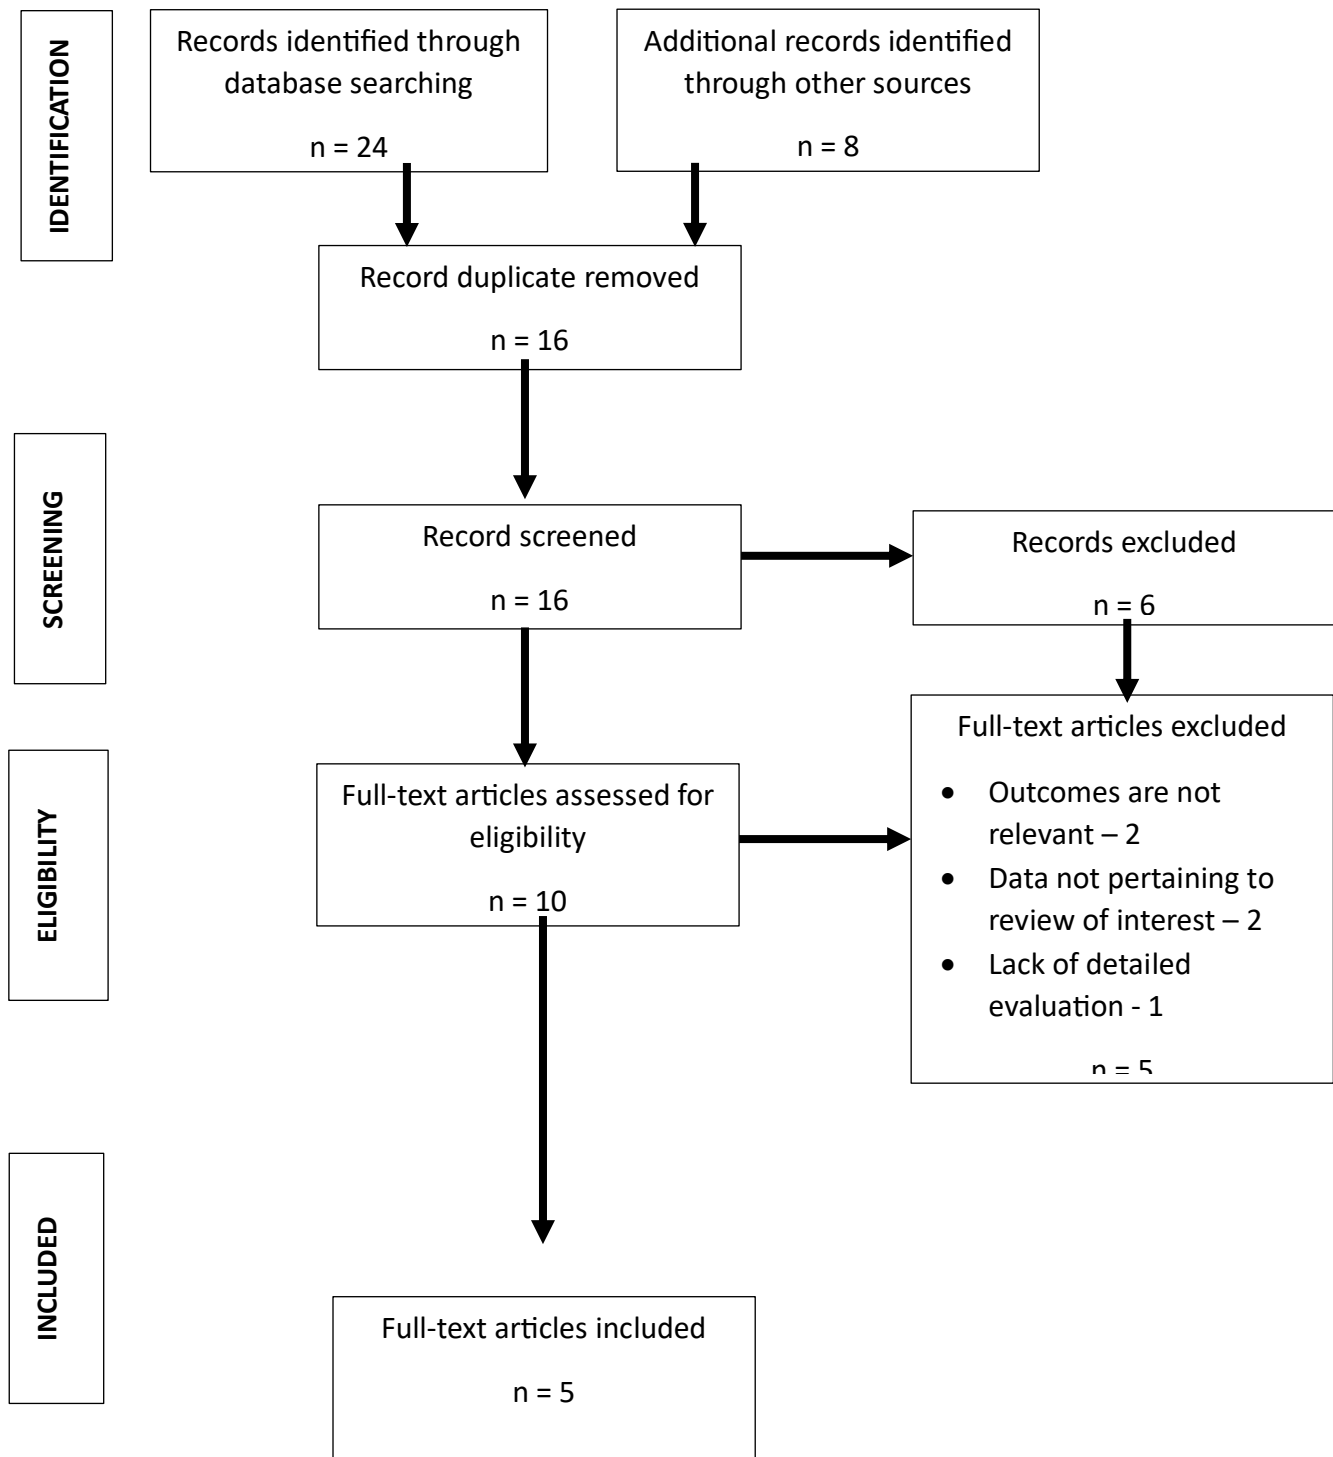 IDENTIFICATION
Records identified through
database searching
n = 24
Additional records identified
through other sources
n = 8
Record duplicate removed
n = 16
SCREENING
Record screened
n = 16
Records excluded
n = 6
ELIGIBILITY
Full-text articles assessed for
eligibility
n = 10
Full-text articles excluded
• Outcomes are not
relevant – 2
• Data not pertaining to
review of interest – 2
• Lack of detailed
evaluation - 1
n = 5
INCLUDED
Full-text articles included
n = 5